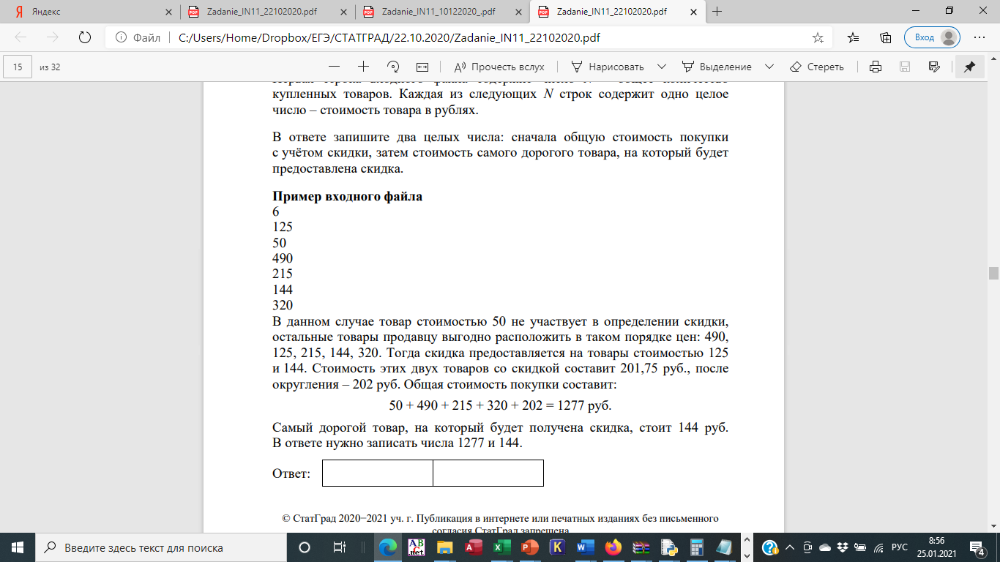 Яндекс
Zadanie_IN11_22102020.pdf
Zadanie_IN11_10122020_.pdf
Zadanie_IN11_22102020.pdf
Файл
C:/Users/Home/Dropbox/ЕГЭ/СТАТГРАД/22.10.2020/Zadanie_IN11_22102020.pdf
Вход
15 из 32
Прочесть вслух
Нарисовать
Выделение
Стереть
купленных товаров. Каждая из следующих N строк содержит одно целое
число – стоимость товара в рублях.
В ответе запишите два целых числа: сначала общую стоимость покупки
с учётом скидки, затем стоимость самого дорогого товара, на который будет
предоставлена скидка.
Пример входного файла
6
125
50
490
215
144
320
В данном случае товар стоимостью 50 не участвует в определении скидки,
остальные товары продавцу выгодно расположить в таком порядке цен: 490,
125, 215, 144, 320. Тогда скидка предоставляется на товары стоимостью 125
и 144. Стоимость этих двух товаров со скидкой составит 201,75 руб., после
округления – 202 руб. Общая стоимость покупки составит:
50 + 490 + 215 + 320 + 202 = 1277 руб.
Самый дорогой товар, на который будет получена скидка, стоит 144 руб.
В ответе нужно записать числа 1277 и 144.
Ответ:
© СтатГрад 2020−2021 уч. г. Публикация в интернете или печатных изданиях без письменного
согласия СтатГрад запрещена
Введите здесь текст для поиска
РУС
8:56
25.01.2021
4